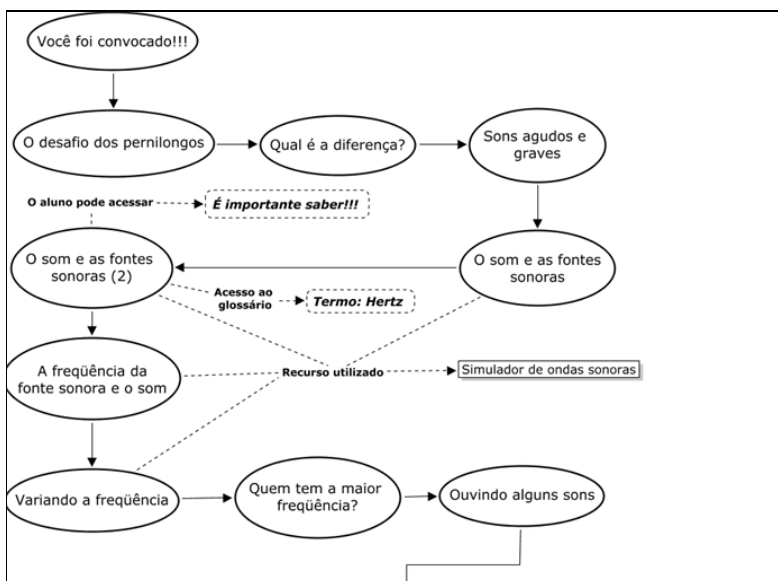 Você foi convocado!!!
O desafio dos pernilongos
Qual é a diferença?
Sons agudos e
graves
O aluno pode acessar
É importante saber!!!
O som e as fontes
sonoras (2)
O som e as fontes
sonoras
Acesso ao
glossário
Termo: Hertz
A freqüência da
fonte sonora e o som
Recurso utilizado
Simulador de ondas sonoras
Variando a freqüência
Quem tem a maior
freqüência?
Ouvindo alguns sons